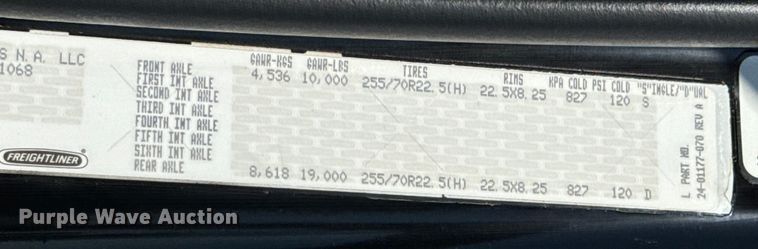 S N.A. LLC
1068
GAWR-KGS GAWR-LBS TIRES RIMS KPA COLD PSI COLD "S"INGLE/"D"UAL
FRONT AXLE 4,536 10,000 255/70R22.5(H) 22.5X8.25 827 120 S
FIRST INT AXLE
SECOND INT AXLE
THIRD INT AXLE
FOURTH INT AXLE
FIFTH INT AXLE
SIXTH INT AXLE
REAR AXLE 8,618 19,000 255/70R22.5(H) 22.5X8.25 827 120 D
FREIGHTLINER
L PART NO.
24-01177-070 REV A
Purple Wave Auction